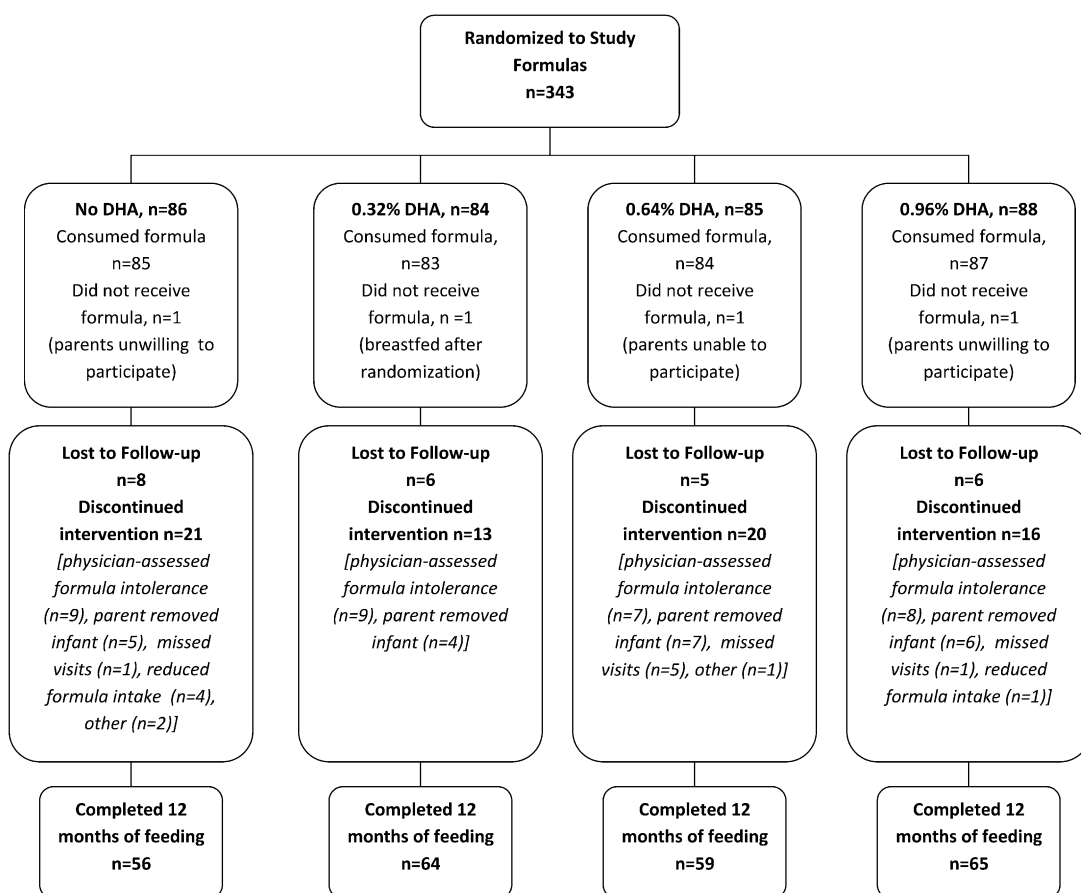 Randomized to Study
Formulas
n=343
No DHA, n=86
Consumed formula
n=85
Did not receive
formula, n=1
(parents unwilling to
participate)
0.32% DHA, n=84
Consumed formula,
n=83
Did not receive
formula, n =1
(breastfed after
randomization)
0.64% DHA, n=85
Consumed formula,
n=84
Did not receive
formula, n=1
(parents unable to
participate)
0.96% DHA, n=88
Consumed formula,
n=87
Did not receive
formula, n=1
(parents unwilling to
participate)
Lost to Follow-up
n=8
Discontinued
intervention n=21
[physician-assessed
formula intolerance
(n=9), parent removed
infant (n=5), missed
visits (n=1), reduced
formula intake (n=4),
other (n=2)]
Lost to Follow-up
n=6
Discontinued
intervention n=13
[physician-assessed
formula intolerance
(n=9), parent removed
infant (n=4)]
Lost to Follow-up
n=5
Discontinued
intervention n=20
[physician-assessed
formula intolerance
(n=7), parent removed
infant (n=7), missed
visits (n=5), other (n=1)]
Lost to Follow-up
n=6
Discontinued
intervention n=16
[physician-assessed
formula intolerance
(n=8), parent removed
infant (n=6), missed
visits (n=1), reduced
formula intake (n=1)]
Completed 12
months of feeding
n=56
Completed 12
months of feeding
n=64
Completed 12
months of feeding
n=59
Completed 12
months of feeding
n=65